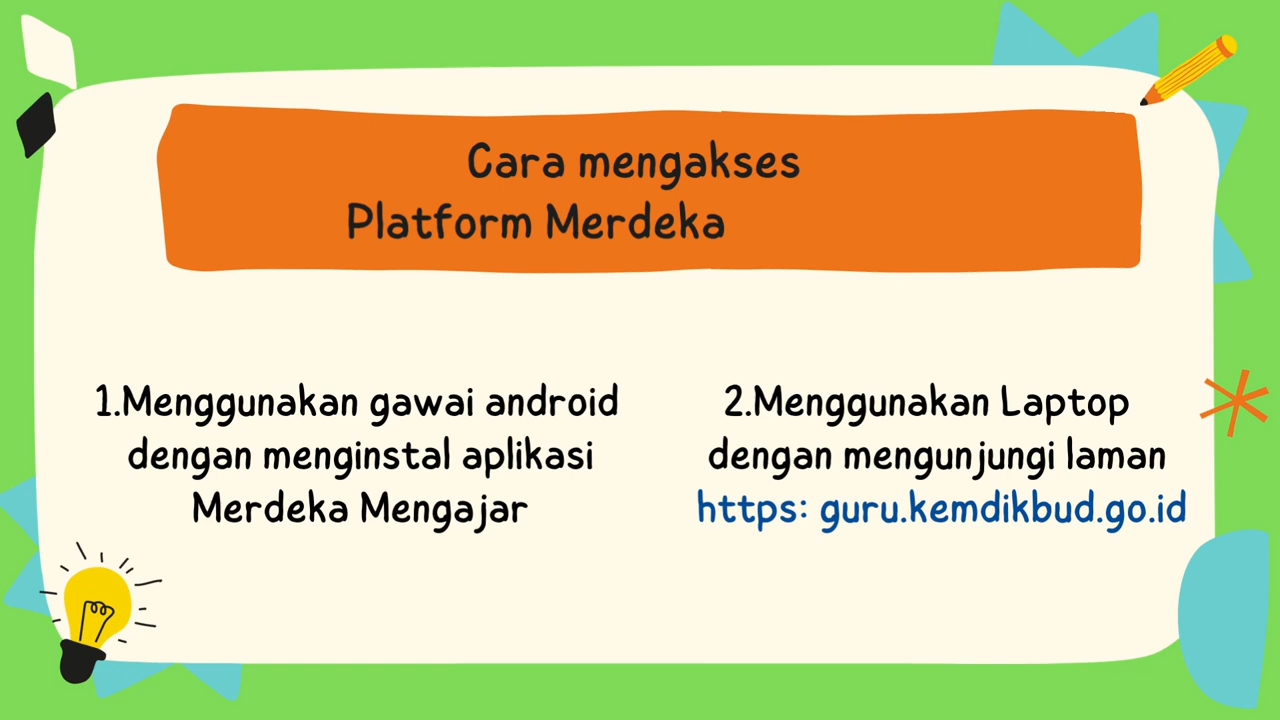 Cara mengakses
Platform Merdeka
1.Menggunakan gawai android
dengan menginstal aplikasi
Merdeka Mengajar
2.Menggunakan Laptop
dengan mengunjungi laman
https: guru.kemdikbud.go.id